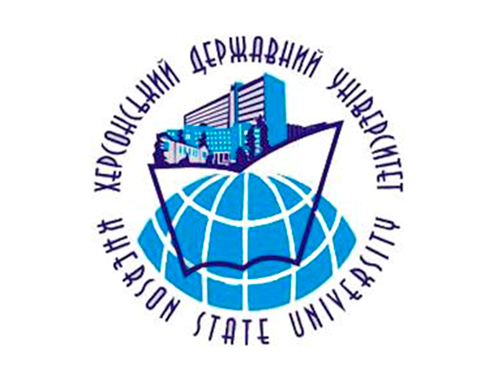 ХЕРСОНСЬКИЙ ДЕРЖАВНИЙ УНІВЕРСИТЕТ
KHERSON STATE UNIVERSITY